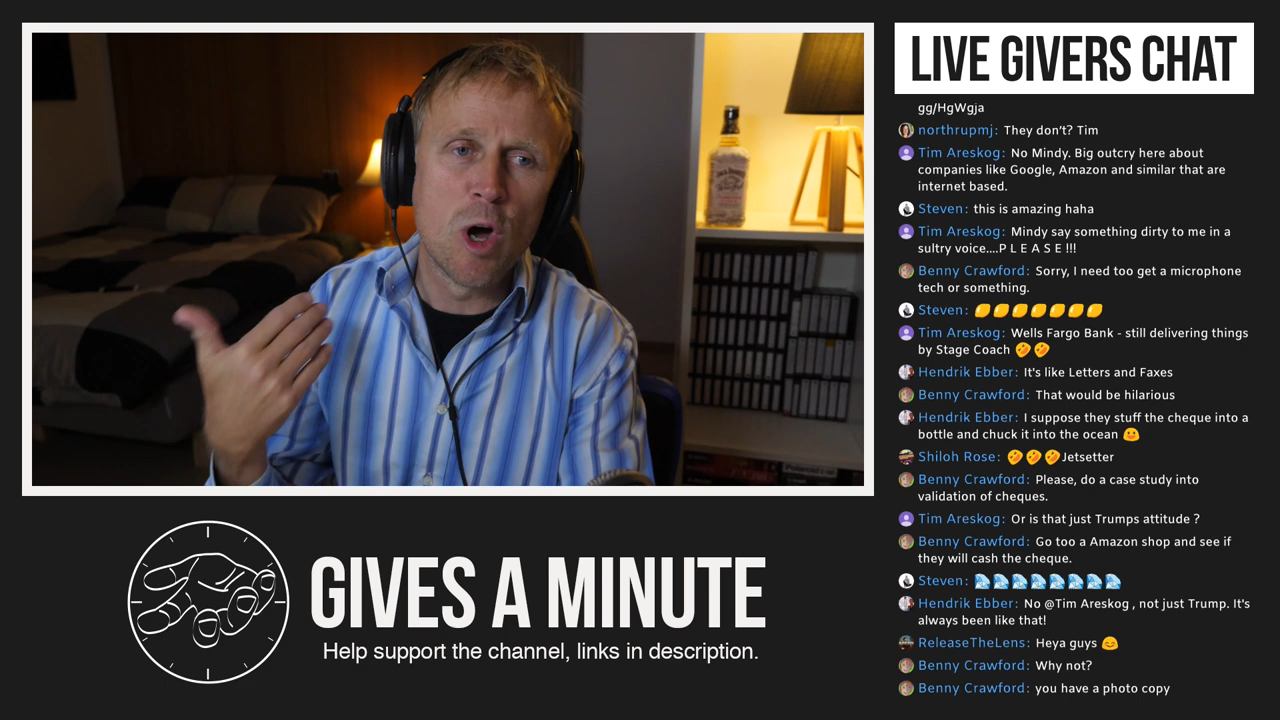 LIVE GIVERS CHAT
gg/HgWgja
northrupmj: They don't? Tim
Tim Areskog: No Mindy. Big outcry here about
companies like Google, Amazon and similar that are
internet based.
Steven: this is amazing haha
Tim Areskog: Mindy say something dirty to me in a
sultry voice....P L E A S E !!!
Benny Crawford: Sorry, I need too get a microphone
tech or something.
Steven: 🍋🍋🍋🍋🍋🍋🍋
Tim Areskog: Wells Fargo Bank - still delivering things
by Stage Coach 🤣🤣
Hendrik Ebber: It's like Letters and Faxes
Benny Crawford: That would be hilarious
Hendrik Ebber: I suppose they stuff the cheque into a
bottle and chuck it into the ocean 😀
Shiloh Rose: 🤣🤣🤣Jetsetter
Benny Crawford: Please, do a case study into
validation of cheques.
Tim Areskog: Or is that just Trumps attitude ?
Benny Crawford: Go too a Amazon shop and see if
they will cash the cheque.
Steven: 🌊🌊🌊🌊🌊🌊🌊🌊
Hendrik Ebber: No @Tim Areskog , not just Trump. It's
always been like that!
ReleaseTheLens: Heya guys 😊
Benny Crawford: Why not?
Benny Crawford: you have a photo copy
GIVES A MINUTE
Help support the channel, links in description.